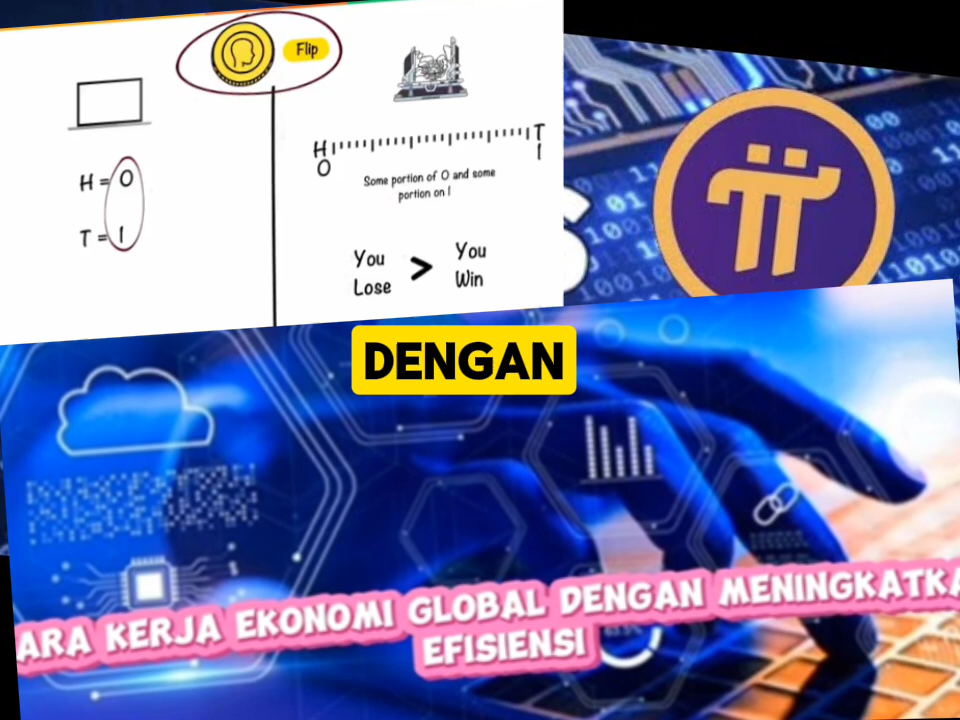 Flip
H = 0
T = 1
H T
0 1
Some portion of 0 and some
portion on 1
You > You
Lose Win
DENGAN
ARA KERJA EKONOMI GLOBAL DENGAN MENINGKATKA
EFISIENSI